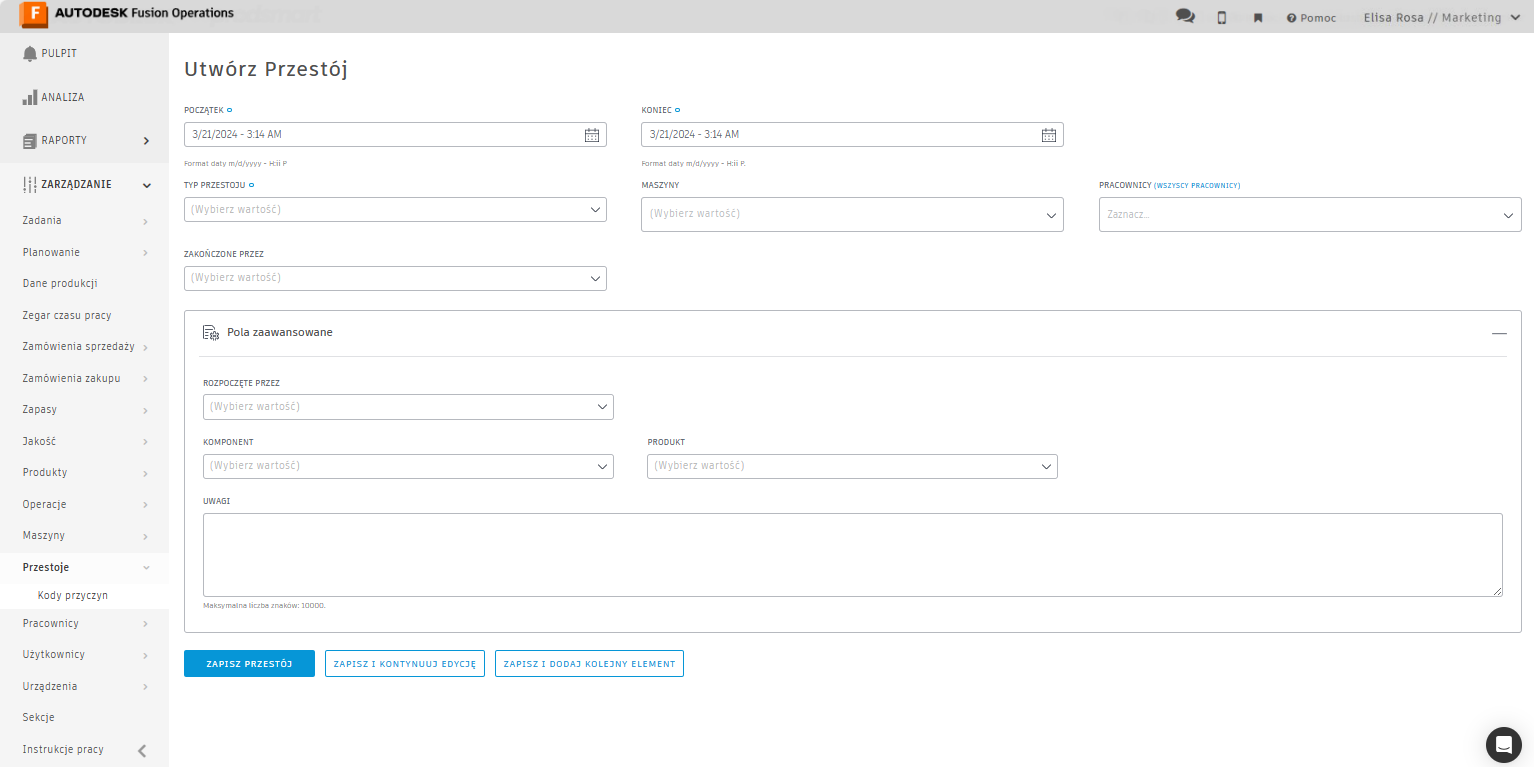 AUTODESK Fusion Operations
Pomoc
Elisa Rosa // Marketing
PULPIT
ANALIZA
RAPORTY
ZARZĄDZANIE
Zadania
Planowanie
Dane produkcji
Zegar czasu pracy
Zamówienia sprzedaży
Zamówienia zakupu
Zapasy
Jakość
Produkty
Operacje
Maszyny
Przestoje
Kody przyczyn
Pracownicy
Użytkownicy
Urządzenia
Sekcje
Instrukcje pracy
Utwórz Przestój
POCZĄTEK
KONIEC
3/21/2024 - 3:14 AM
3/21/2024 - 3:14 AM
Format daty m/d/yyyy - H:ii P
Format daty m/d/yyyy - H:ii P.
TYP PRZESTOJU
MASZYNY
PRACOWNICY (WSZYSCY PRACOWNICY)
(Wybierz wartość)
(Wybierz wartość)
Zaznacz...
ZAKOŃCZONE PRZEZ
(Wybierz wartość)
Pola zaawansowane
ROZPOCZĘTE PRZEZ
(Wybierz wartość)
KOMPONENT
PRODUKT
(Wybierz wartość)
(Wybierz wartość)
UWAGI
Maksymalna liczba znaków: 10000.
ZAPISZ PRZESTÓJ
ZAPISZ I KONTYNUUJ EDYCJĘ
ZAPISZ I DODAJ KOLEJNY ELEMENT